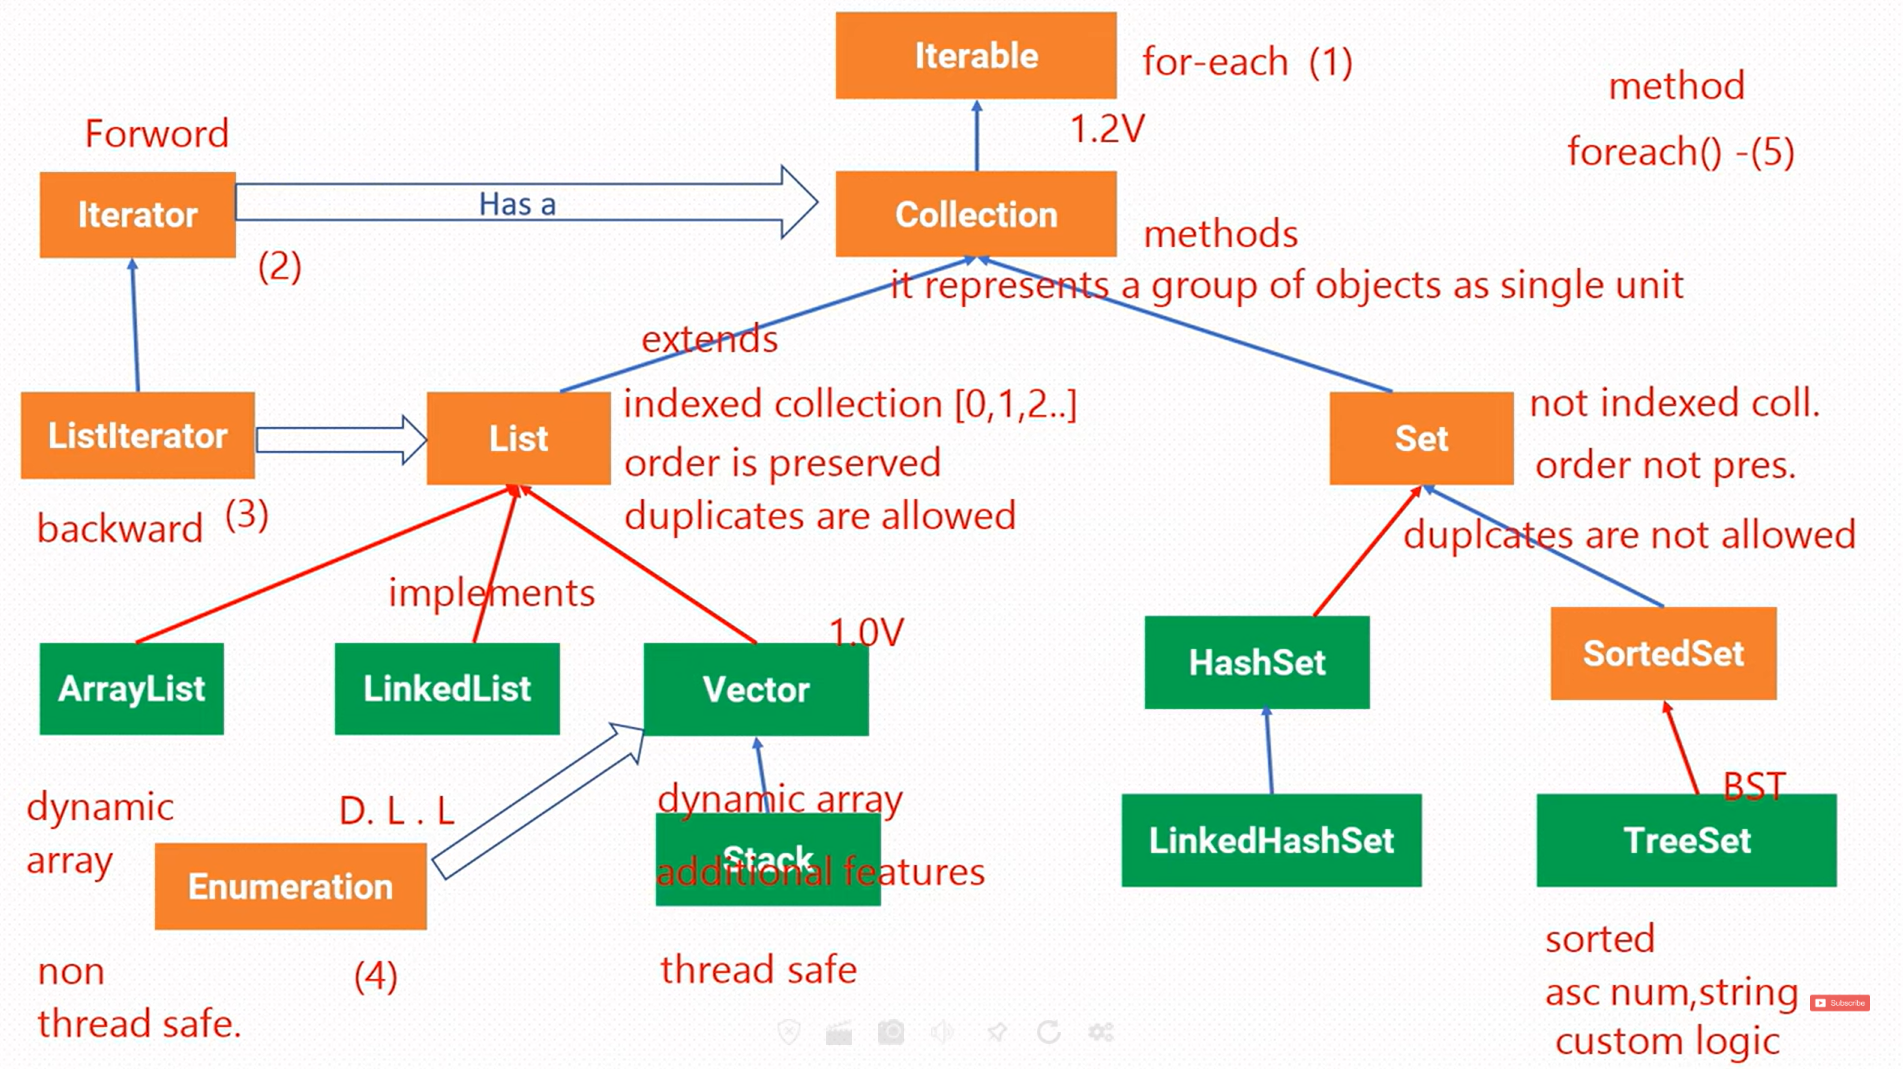 Iterable
for-each (1)
method
1.2V
Forword
foreach() -(5)
Iterator
Has a
Collection
methods
(2)
it represents a group of objects as single unit
extends
ListIterator
List
indexed collection [0,1,2..]
Set
not indexed coll.
order is preserved
order not pres.
backward
(3)
duplicates are allowed
duplcates are not allowed
implements
1.0V
ArrayList
LinkedList
Vector
HashSet
SortedSet
dynamic
array
D. L . L
dynamic array
BST
Enumeration
Stack
additional features
LinkedHashSet
TreeSet
non
thread safe.
(4)
thread safe
sorted
asc num,string
custom logic
Subscribe